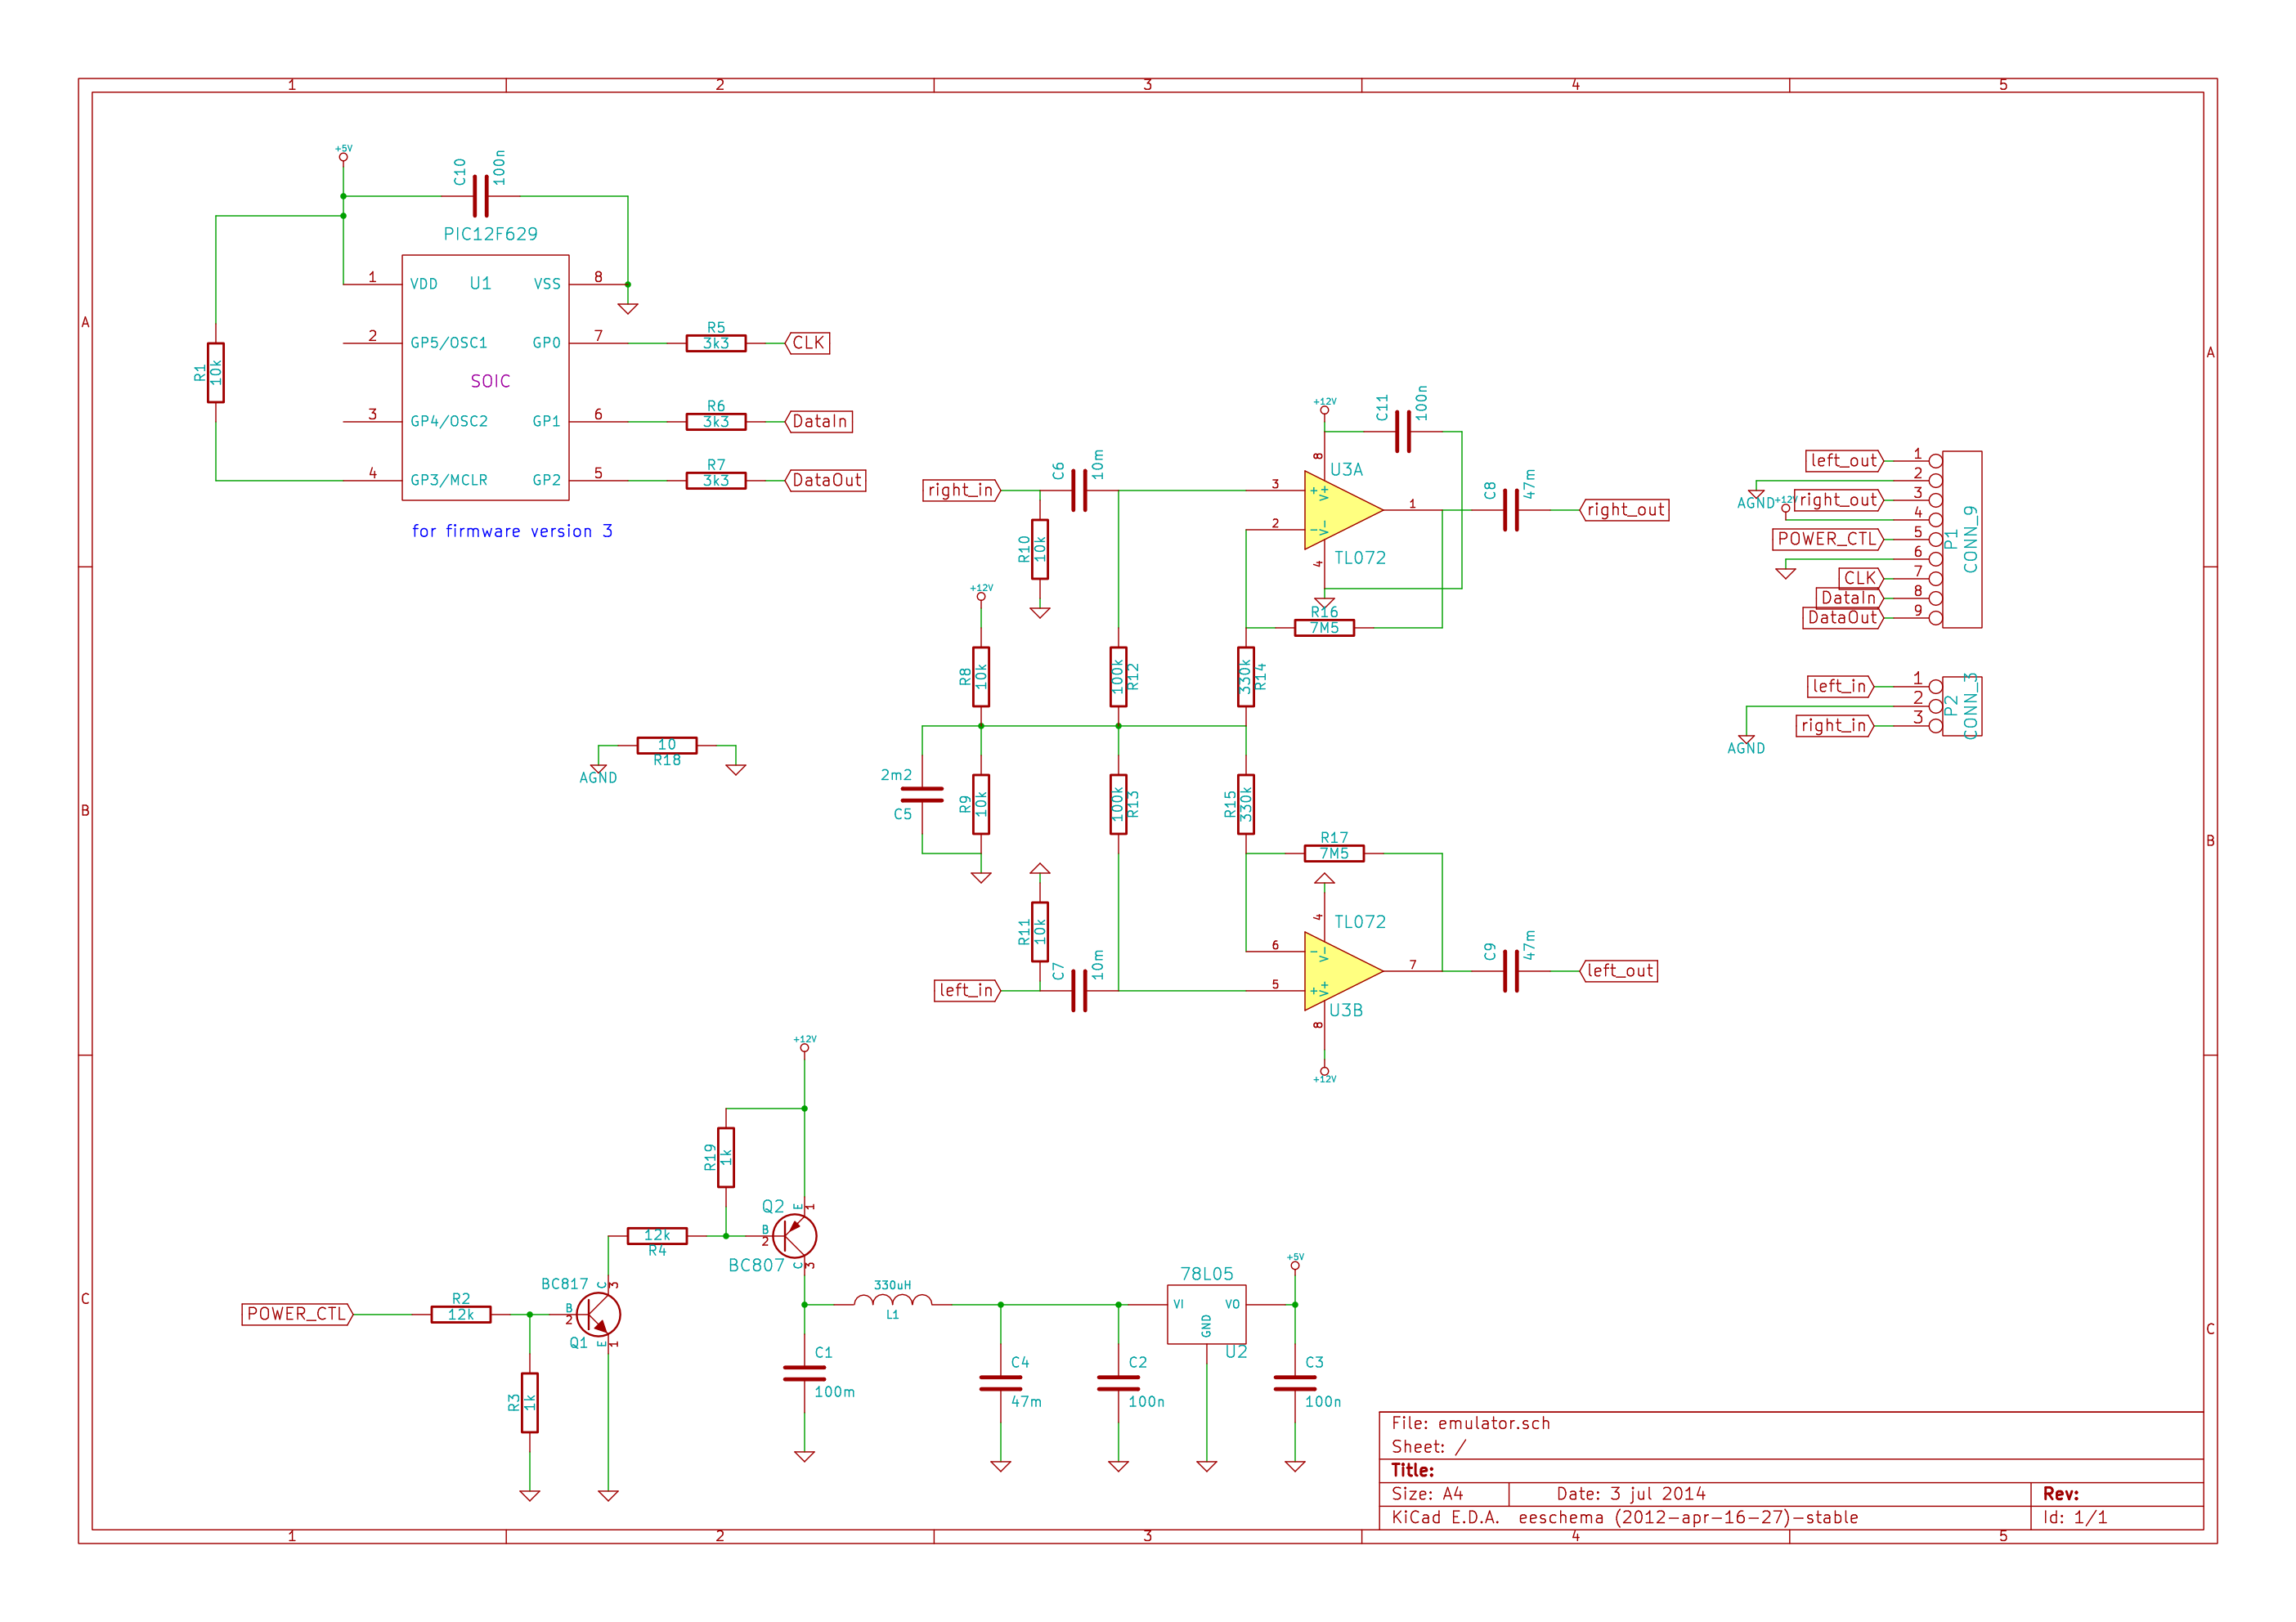 1 2 3 4 5
A
B
C
A
B
C
1 2 3 4 5
+5V
C10
100n
PIC12F629
U1
1 VDD
2 GP5/OSC1
3 GP4/OSC2
4 GP3/MCLR
VSS 8
GP0 7
GP1 6
GP2 5
SOIC
R1
10k
R5
3k3
CLK
R6
3k3
DataIn
R7
3k3
DataOut
for firmware version 3
right_in
C6
10m
R10
10k
+12V
R8
10k
100k
R12
330k
R14
+12V
C11
100n
8
U3A
3
+
V+
2
-
V-
1
4
TL072
R16
7M5
C8
47m
right_out
10
R18
AGND
2m2
C5
R9
10k
100k
R13
R15
330k
R17
7M5
R11
10k
left_in
C7
10m
4
TL072
6
-
V-
7
5
+
V+
U3B
8
+12V
C9
47m
left_out
left_out 1
2
AGND
right_out 3
+12V
4
POWER_CTL 5
6
CLK 7
DataIn 8
DataOut 9
P1
CONN_9
left_in 1
2
right_in 3
AGND
P2
CONN_3
+12V
R19
1k
Q2
E
1
B
2
C
3
BC807
12k
R4
BC817
C
3
B
2
E
1
Q1
POWER_CTL
R2
12k
R3
1k
330uH
L1
C1
100m
C4
47m
C2
100n
78L05
VI
VO
GND
U2
+5V
C3
100n
File: emulator.sch
Sheet: /
Title:
Size: A4 Date: 3 jul 2014 Rev:
KiCad E.D.A. eeschema (2012-apr-16-27)-stable Id: 1/1